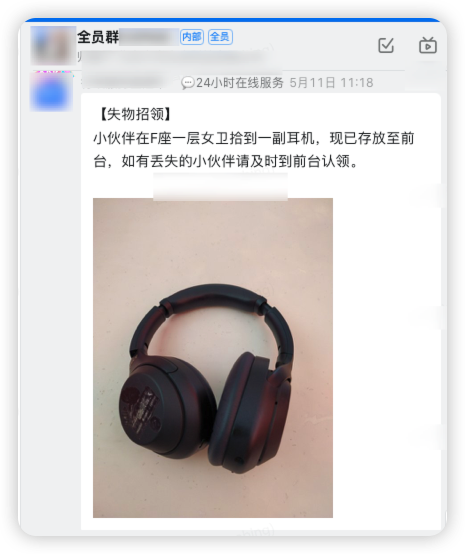 全员群
内部
全员
24小时在线服务 5月11日 11:18
【失物招领】
小伙伴在F座一层女卫拾到一副耳机，现已存放至前
台，如有丢失的小伙伴请及时到前台认领。